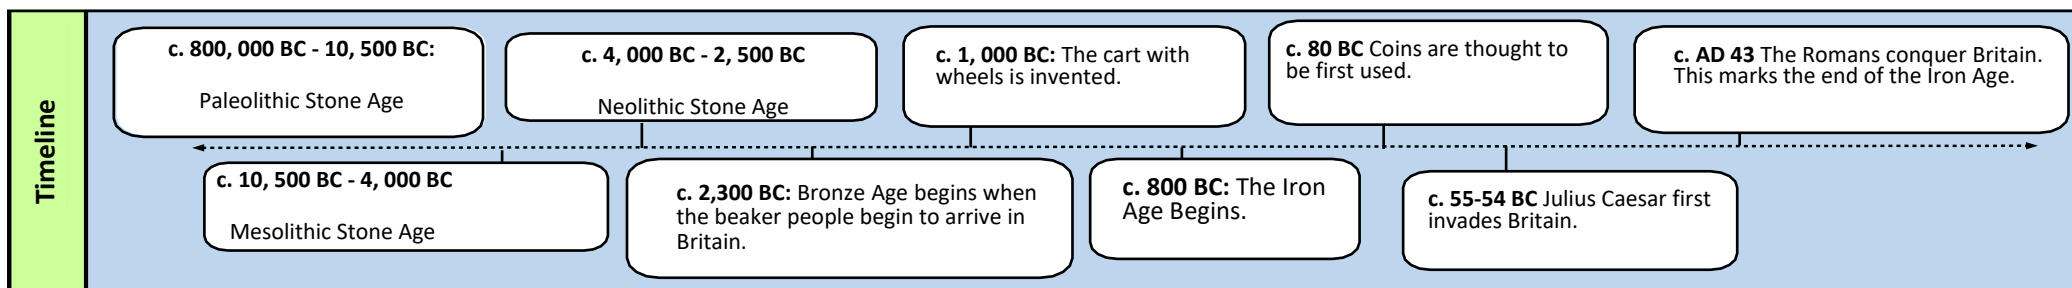 Timeline
c. 800, 000 BC - 10, 500 BC:
Paleolithic Stone Age
c. 10, 500 BC - 4, 000 BC
Mesolithic Stone Age
c. 4, 000 BC - 2, 500 BC
Neolithic Stone Age
c. 2,300 BC: Bronze Age begins when
the beaker people begin to arrive in
Britain.
c. 1, 000 BC: The cart with
wheels is invented.
c. 800 BC: The Iron
Age Begins.
c. 80 BC Coins are thought to
be first used.
c. 55-54 BC Julius Caesar first
invades Britain.
c. AD 43 The Romans conquer Britain.
This marks the end of the Iron Age.